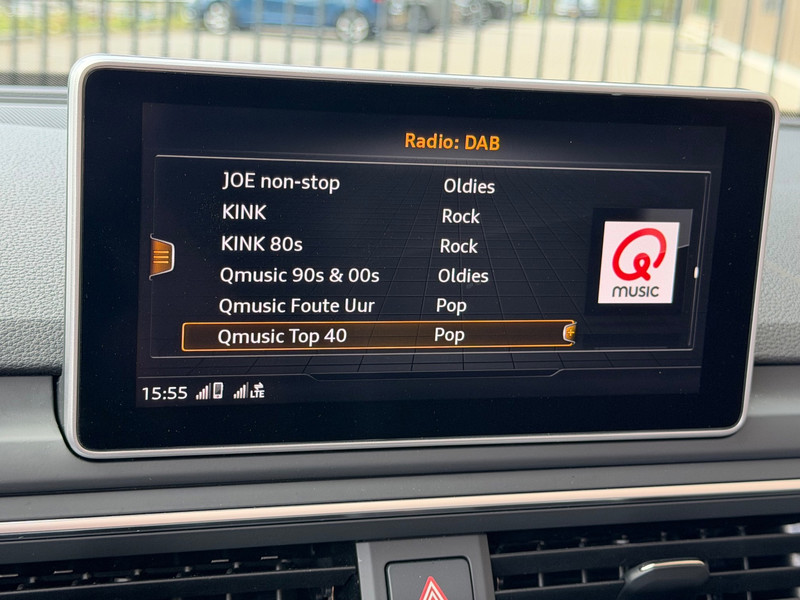 Radio: DAB
JOE non-stop Oldies
KINK Rock
KINK 80s Rock
Qmusic 90s & 00s Oldies
Qmusic Foute Uur Pop
Qmusic Top 40 Pop
Q
MUSIC
15:55 LTE